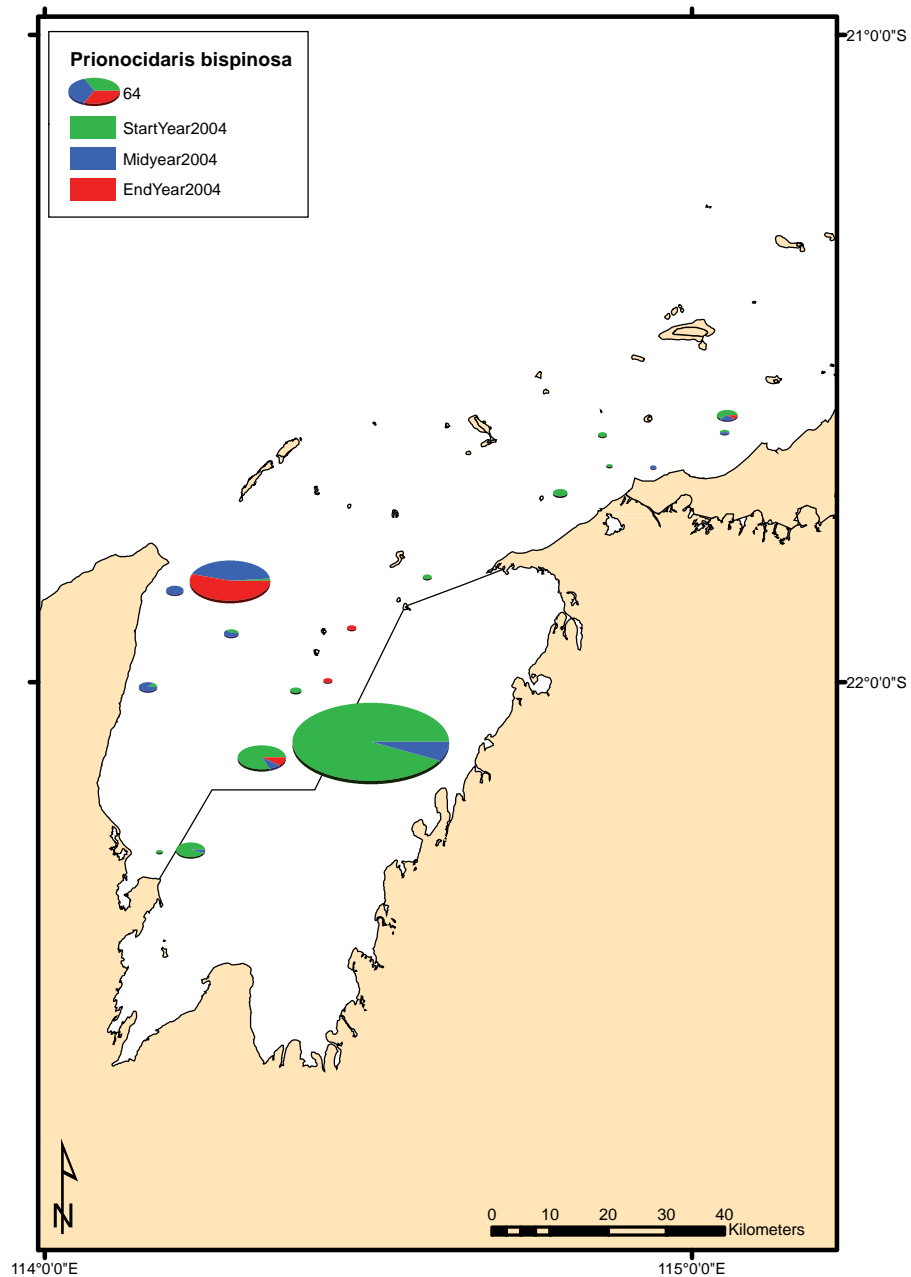 Prionocidaris bispinosa
64
StartYear2004
Midyear2004
EndYear2004
21°0'0"S
22°0'0"S
N
0 10 20 30 40
Kilometers
114°0'0"E
115°0'0"E